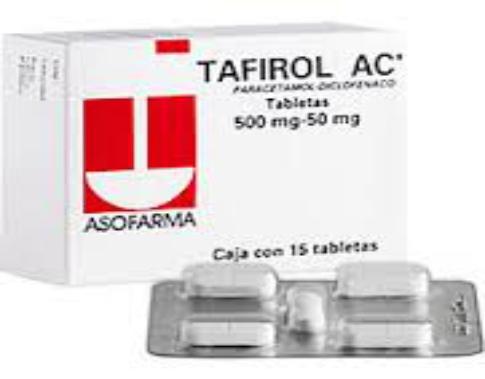 TAFIROL AC®
PARACETAMOL-DICLOFENACO
Tabletas
500 mg-50 mg
ASOFARMA
Caja con 15 tabletas